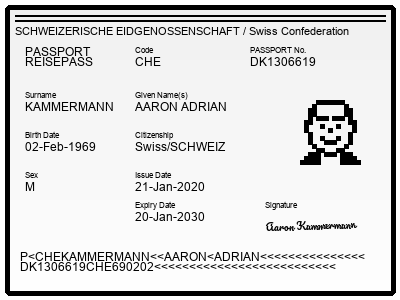 SCHWEIZERISCHE EIDGENOSSENSCHAFT / Swiss Confederation
PASSPORT
REISEPASS
Code
CHE
PASSPORT No.
DK1306619
Surname
KAMMERMANN
Given Name(s)
AARON ADRIAN
Birth Date
02-Feb-1969
Citizenship
Swiss/SCHWEIZ
Sex
M
Issue Date
21-Jan-2020
Expiry Date
20-Jan-2030
Signature
Aaron Kammermann
P<CHEKAMMERMANN<<AARON<ADRIAN<<<<<<<<<<<<<<<
DK1306619CHE690202<<<<<<<<<<<<<<<<<<<<<<<<<<